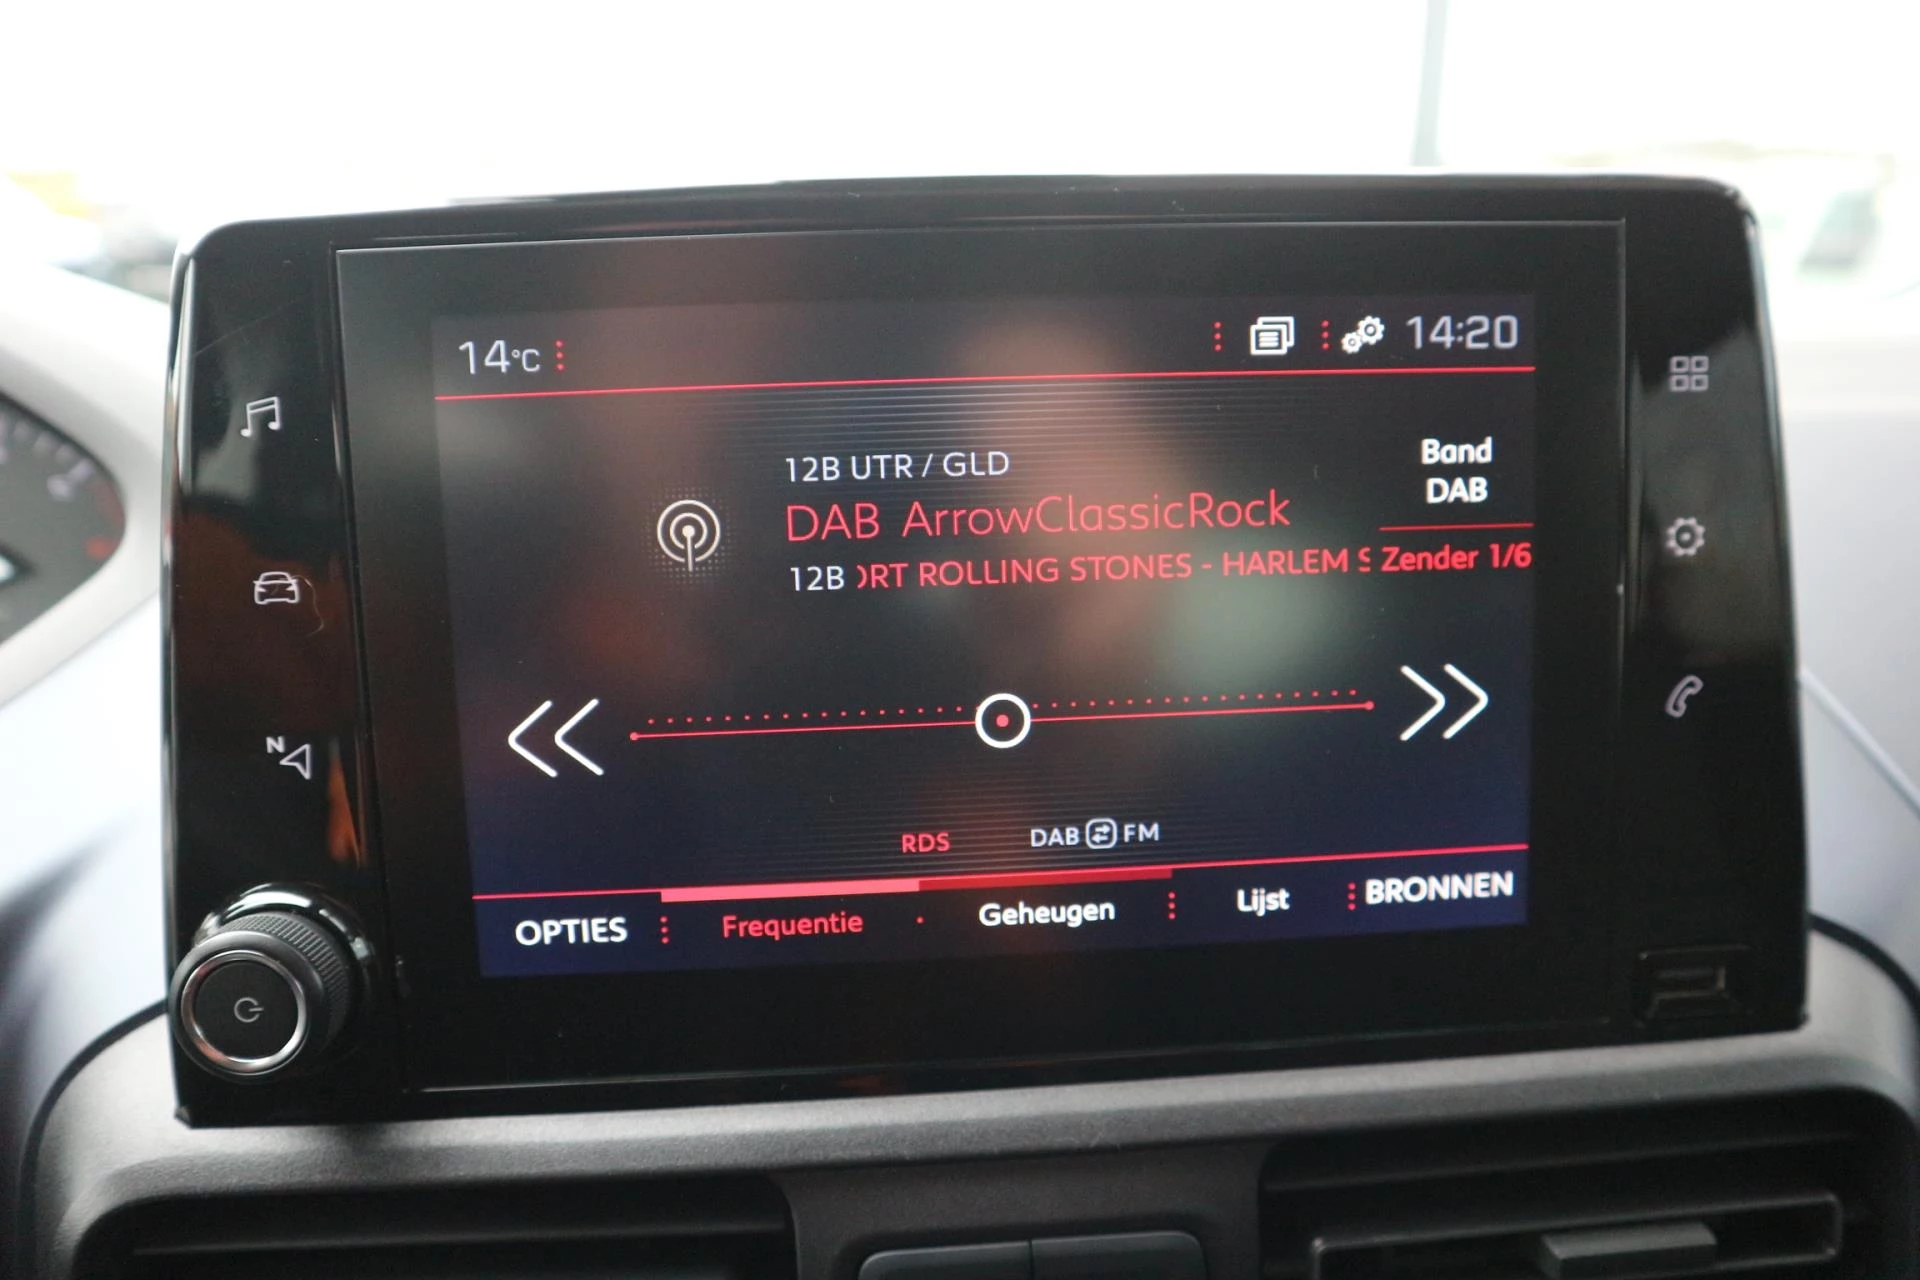 14°C
14:20
12B UTR / GLD
DAB ArrowClassicRock
12B ORT ROLLING STONES - HARLEM S
Band
DAB
Zender 1/6
N
RDS
DAB FM
OPTIES
Frequentie
Geheugen
Lijst
BRONNEN